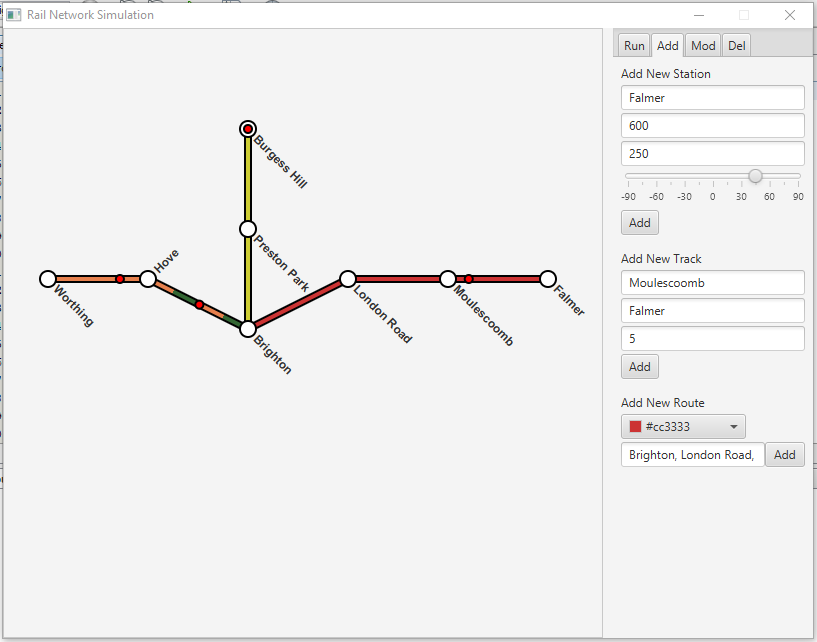 Rail Network Simulation
Run Add Mod Del
Burgess Hill
Preston Park
Hove
Worthing
Brighton
London Road
Moulescoomb
Falmer
Add New Station
Falmer
600
250
-90 -60 -30 0 30 60 90
Add
Add New Track
Moulescoomb
Falmer
5
Add
Add New Route
#cc3333
Brighton, London Road, Add